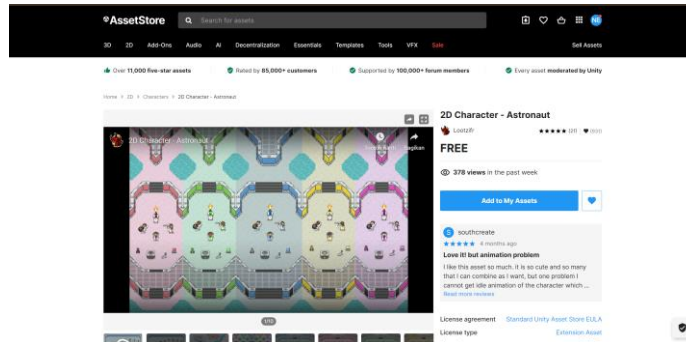 AssetStore
Search for assets
NE
3D 2D Add-Ons Audio AI Decentralization Essentials Templates Tools VFX Sale Sell Assets
Over 11,000 five-star assets
Rated by 85,000+ customers
Supported by 100,000+ forum members
Every asset moderated by Unity
Home > 2D > Characters > 2D Character - Astronaut
2D Character - Astronaut
Bagikan
2D Character - Astronaut
Lootzifr
FREE
378 views in the past week
Add to My Assets
S southcreate
4 months ago
Love it! but animation problem
I like this asset so much. it is so cute and so many
that I can combine as I want, but one problem I
cannot get idle animation of the character which ...
Read more reviews
License agreement Standard Unity Asset Store EULA
License type Extension Asset